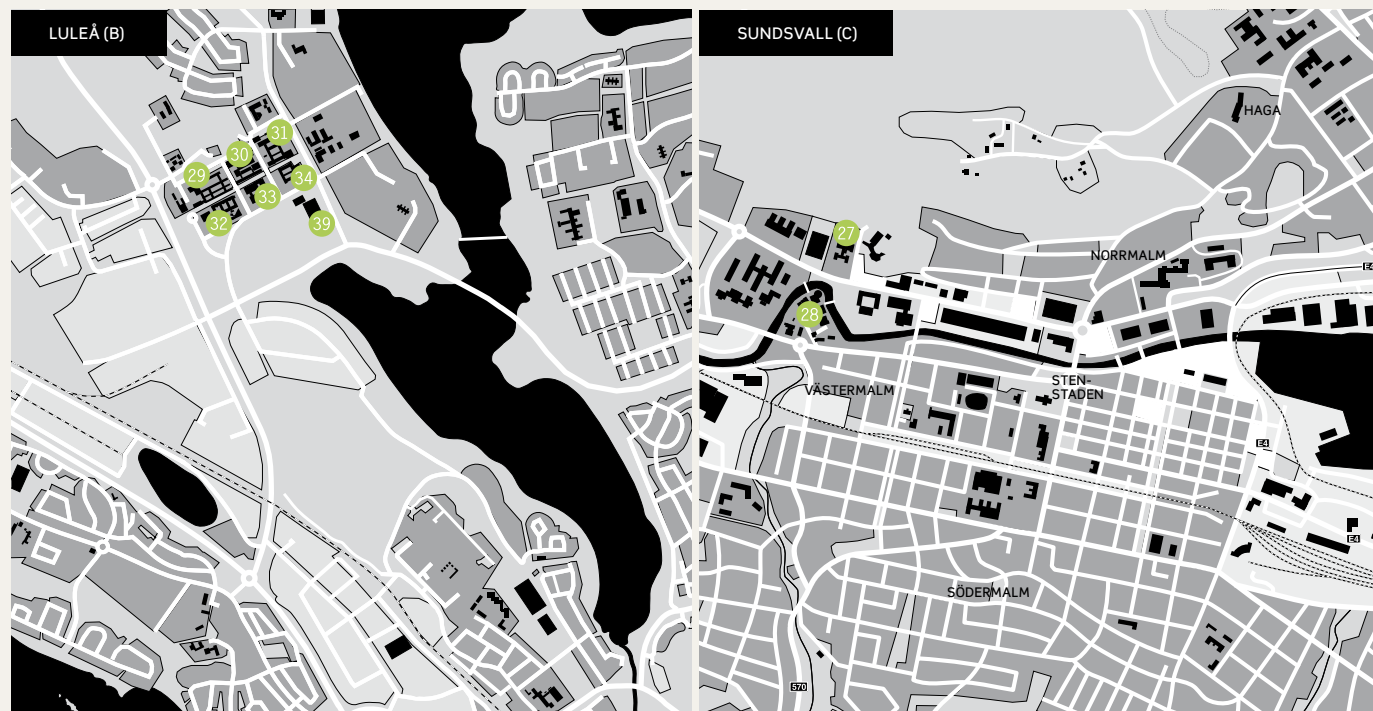 LULEÅ (B)
31
30
29
34
33
32
39
SUNDSVALL (C)
HAGA
27
NORRMALM
E4
28
VÄSTERMALM
STEN-
STADEN
E4
E4
SÖDERMALM
570